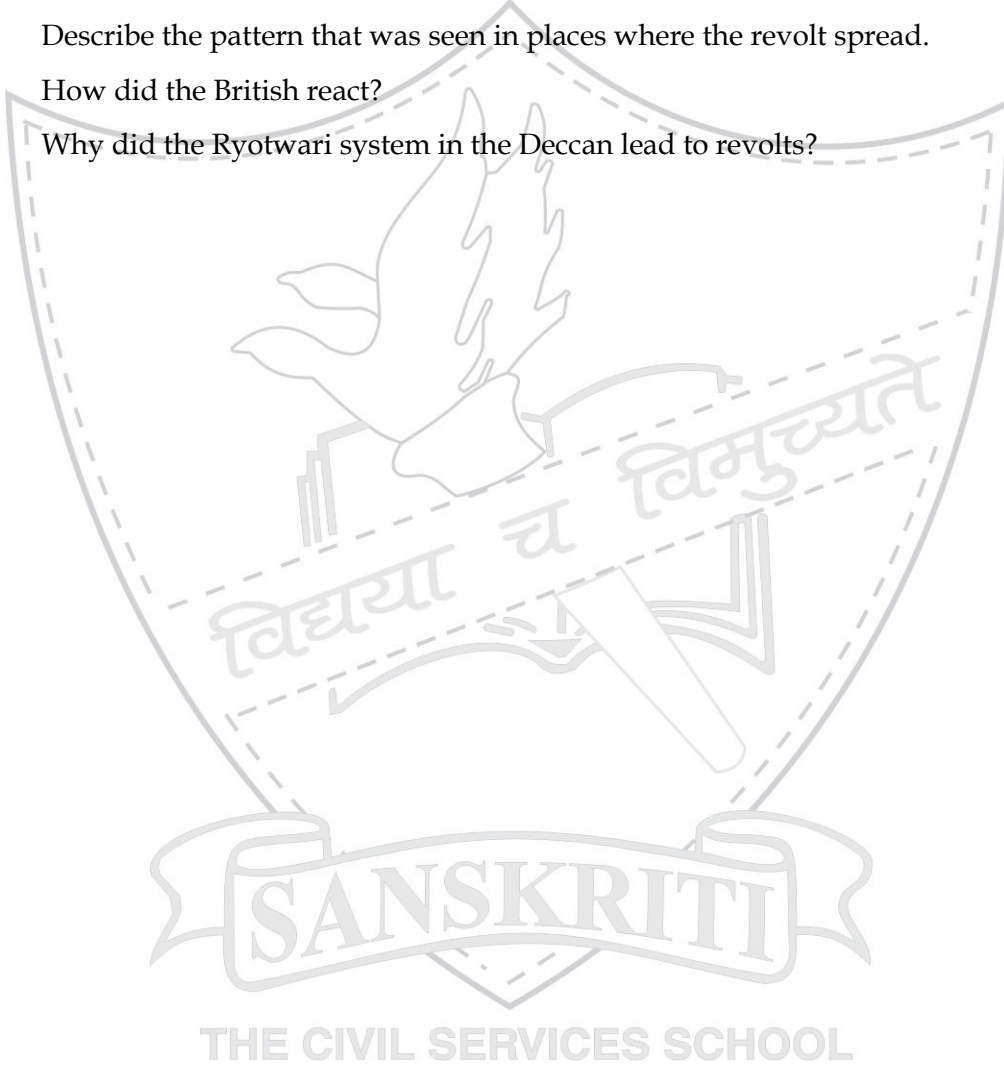 Describe the pattern that was seen in places where the revolt spread.
How did the British react?
Why did the Ryotwari system in the Deccan lead to revolts?
विद्यया च विमुच्यते
SANSKRITI
THE CIVIL SERVICES SCHOOL